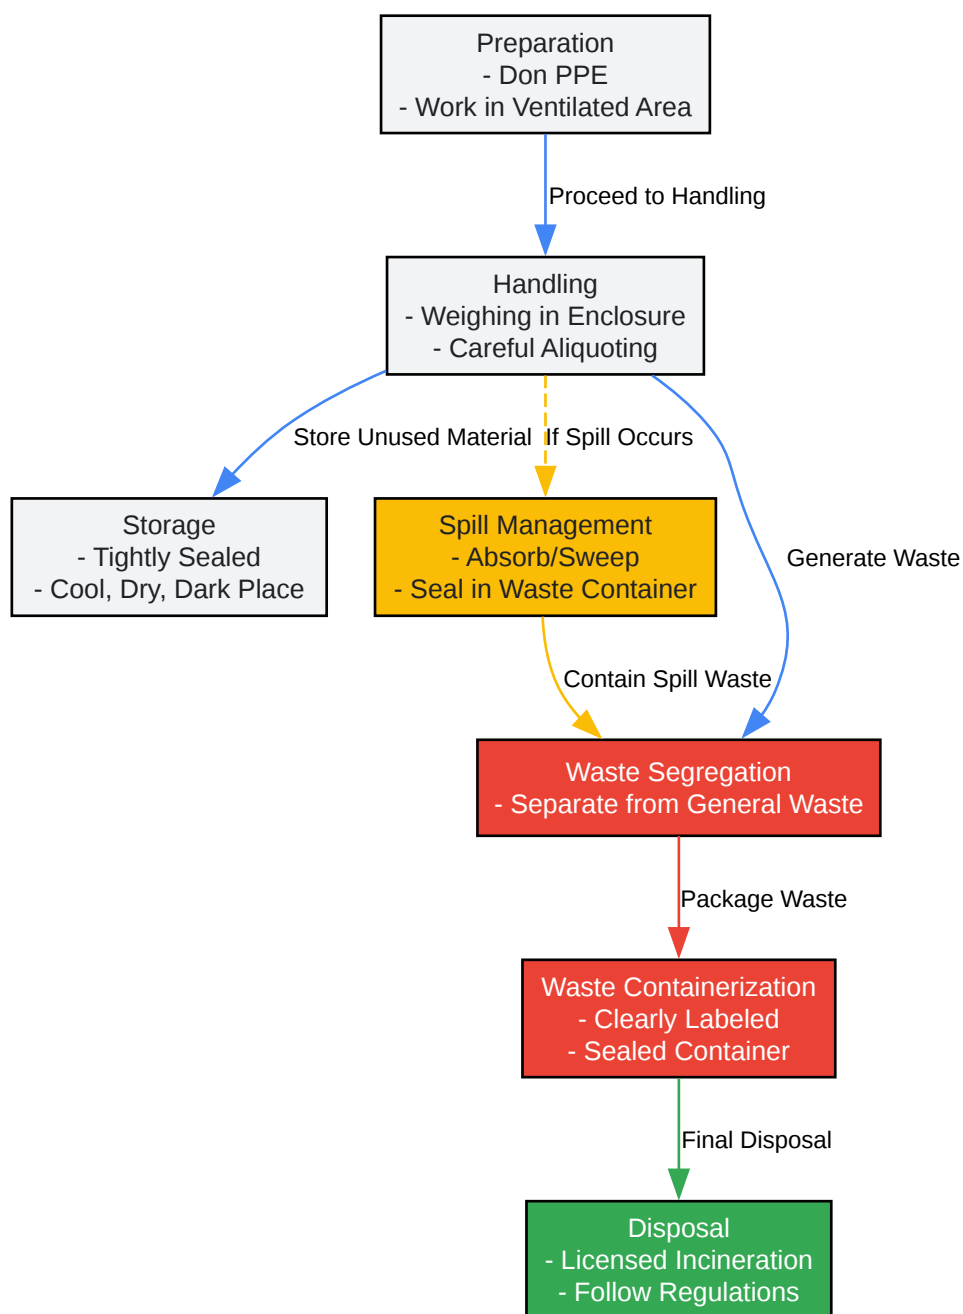 Preparation
- Don PPE
- Work in Ventilated Area
Proceed to Handling
Handling
- Weighing in Enclosure
- Careful Aliquoting
Store Unused Material
If Spill Occurs
Storage
- Tightly Sealed
- Cool, Dry, Dark Place
Spill Management
- Absorb/Sweep
- Seal in Waste Container
Generate Waste
Contain Spill Waste
Waste Segregation
- Separate from General Waste
Package Waste
Waste Containerization
- Clearly Labeled
- Sealed Container
Final Disposal
Disposal
- Licensed Incineration
- Follow Regulations